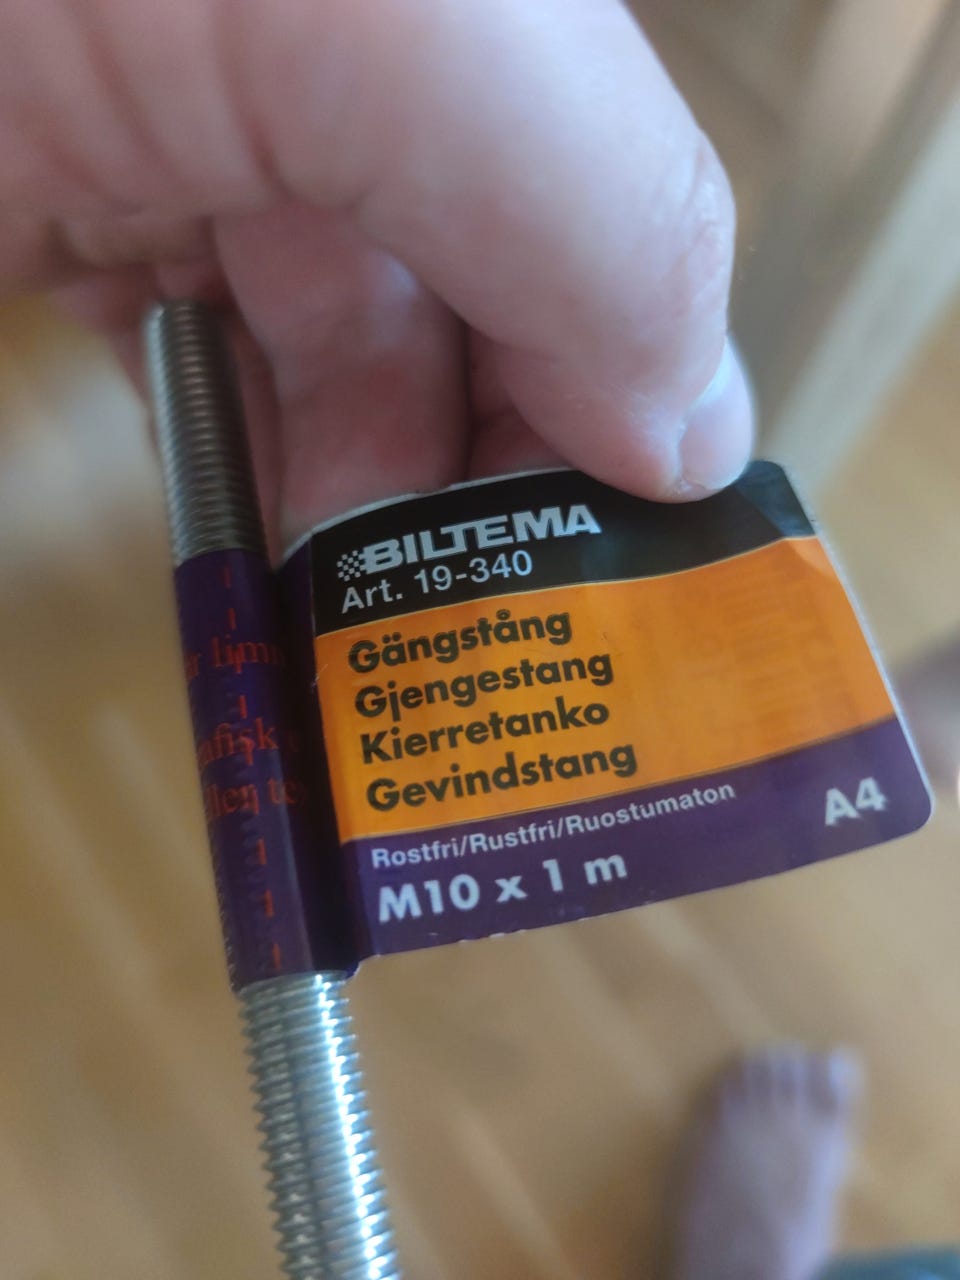 BILTEMA
Art. 19-340
Gängstång
Gjengestang
Kierretanko
Gevindstang
Rostfri/Rustfri/Ruostumaton
M10 x 1 m
A4